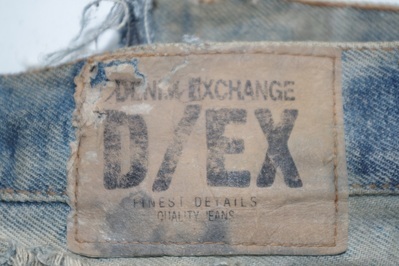 DENIM EXCHANGE
D/EX
FINEST DETAILS
QUALITY JEANS